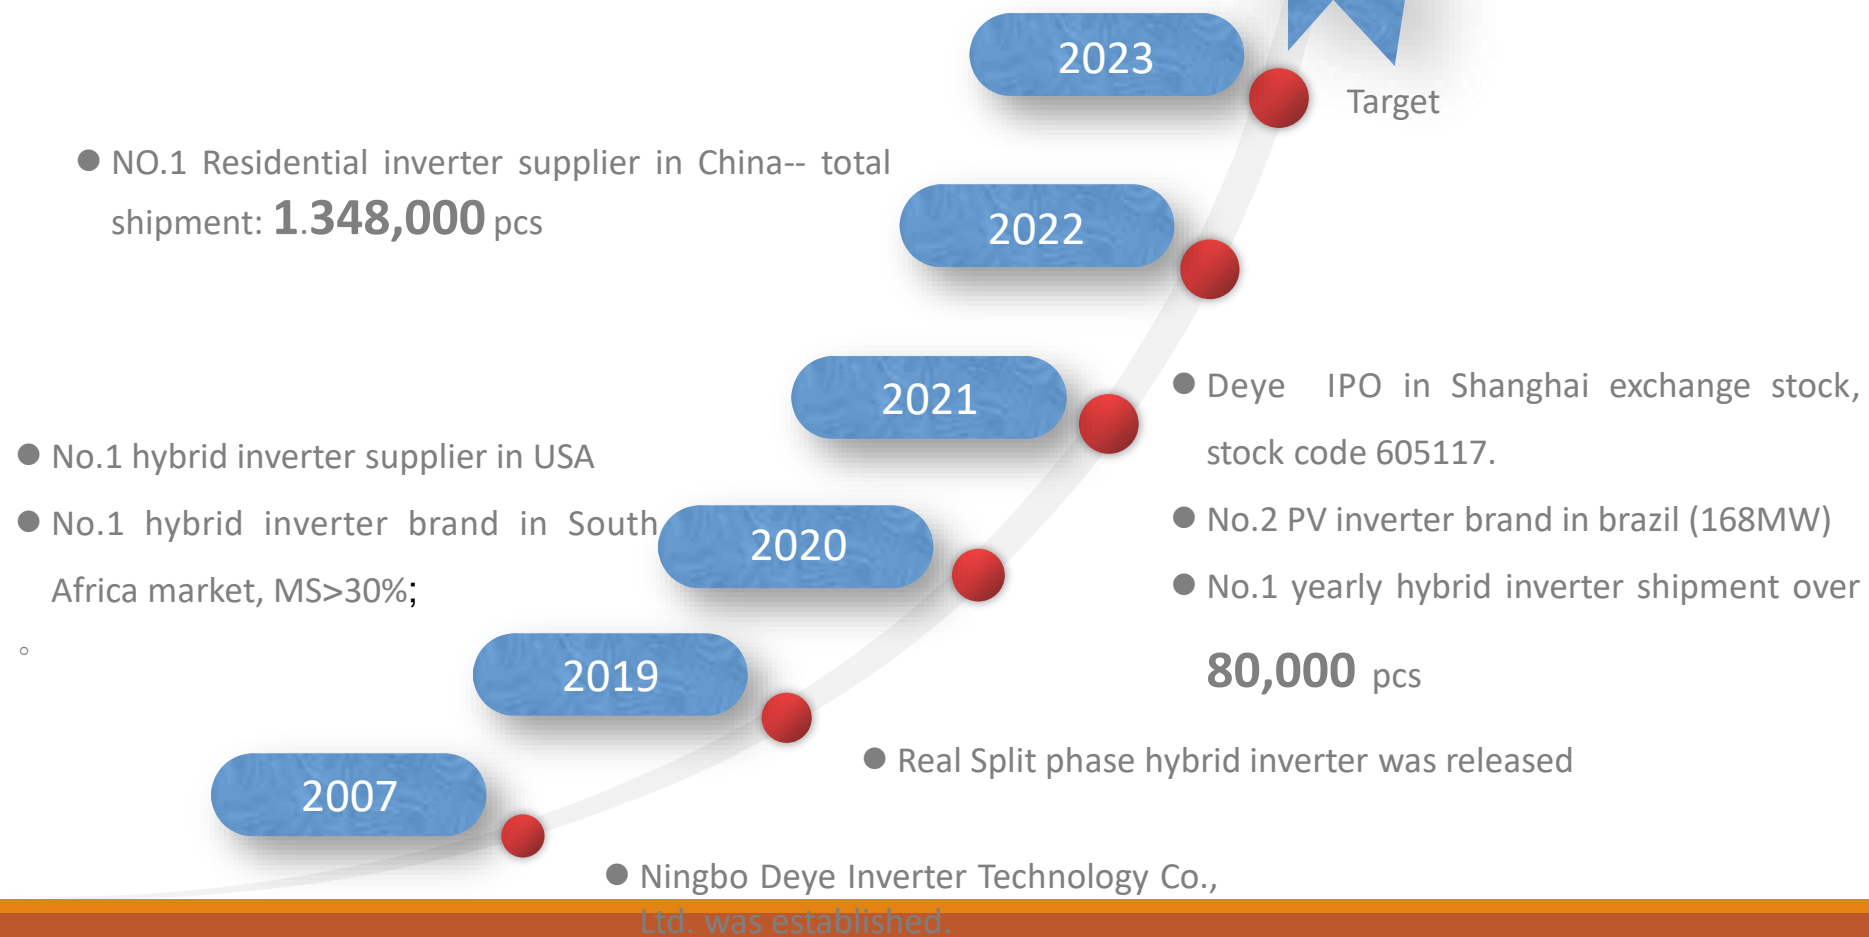 2023
Target
● NO.1 Residential inverter supplier in China-- total
shipment: 1.348,000 pcs
2022
2021
● Deye IPO in Shanghai exchange stock,
stock code 605117.
● No.2 PV inverter brand in brazil (168MW)
● No.1 yearly hybrid inverter shipment over
80,000 pcs
● No.1 hybrid inverter supplier in USA
● No.1 hybrid inverter brand in South
Africa market, MS>30%;
◦
2020
2019
● Real Split phase hybrid inverter was released
2007
● Ningbo Deye Inverter Technology Co.,
Ltd. was established.